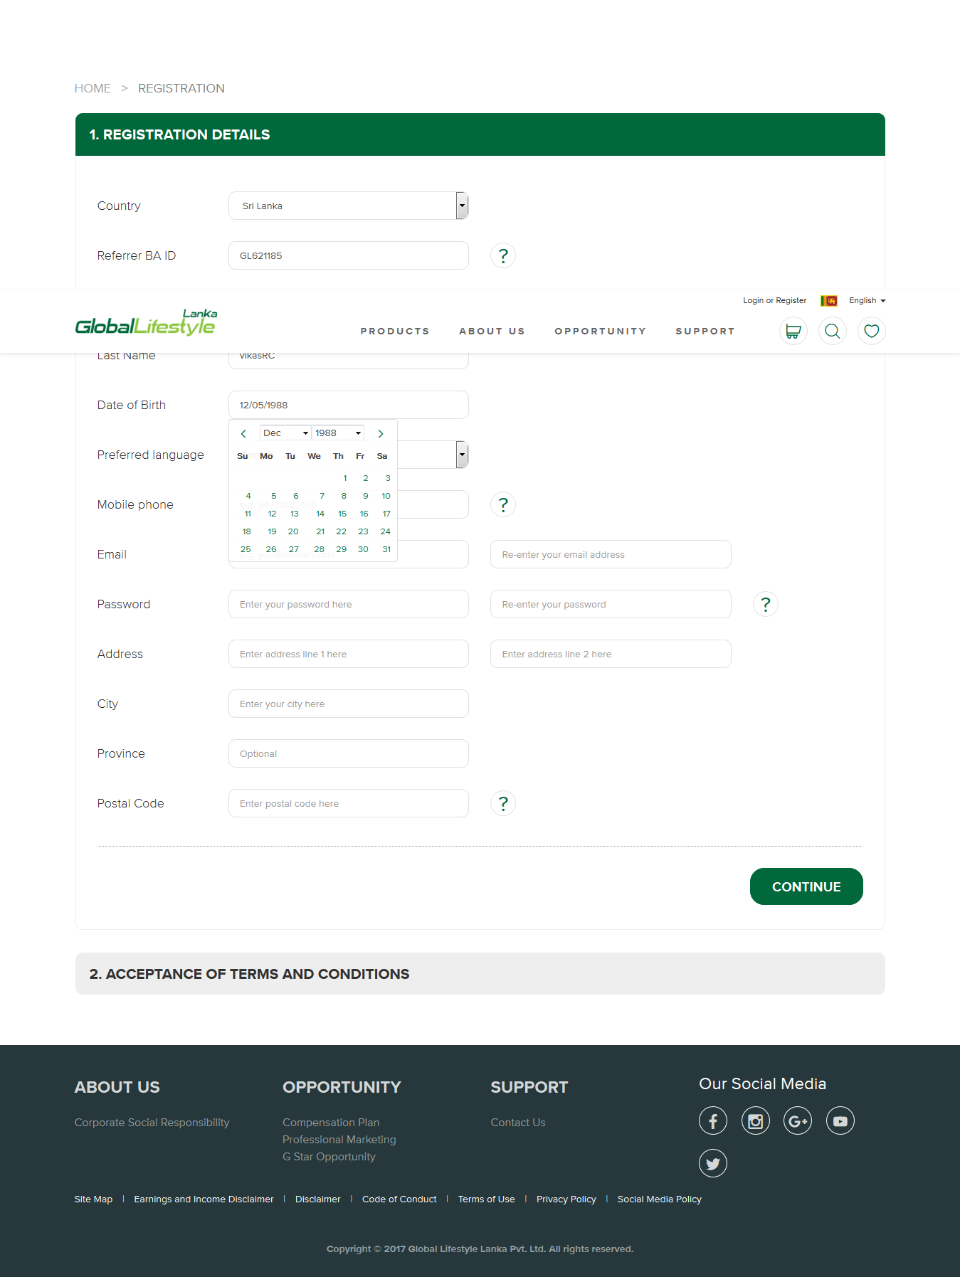 HOME > REGISTRATION
1. REGISTRATION DETAILS
Country
Sri Lanka
Referrer BA ID
GL621185
?
Login or Register
English
Lanka
GlobalLifestyle
PRODUCTS
ABOUT US
OPPORTUNITY
SUPPORT
Last Name
vikasRC
Date of Birth
12/05/1988
Dec
1988
Su Mo Tu We Th Fr Sa
1 2 3
4 5 6 7 8 9 10
11 12 13 14 15 16 17
18 19 20 21 22 23 24
25 26 27 28 29 30 31
Preferred language
Mobile phone
?
Email
Re-enter your email address
Password
Enter your password here
Re-enter your password
?
Address
Enter address line 1 here
Enter address line 2 here
City
Enter your city here
Province
Optional
Postal Code
Enter postal code here
?
CONTINUE
2. ACCEPTANCE OF TERMS AND CONDITIONS
ABOUT US
Corporate Social Responsibility
OPPORTUNITY
Compensation Plan
Professional Marketing
G Star Opportunity
SUPPORT
Contact Us
Our Social Media
Site Map | Earnings and Income Disclaimer | Disclaimer | Code of Conduct | Terms of Use | Privacy Policy | Social Media Policy
Copyright © 2017 Global Lifestyle Lanka Pvt. Ltd. All rights reserved.